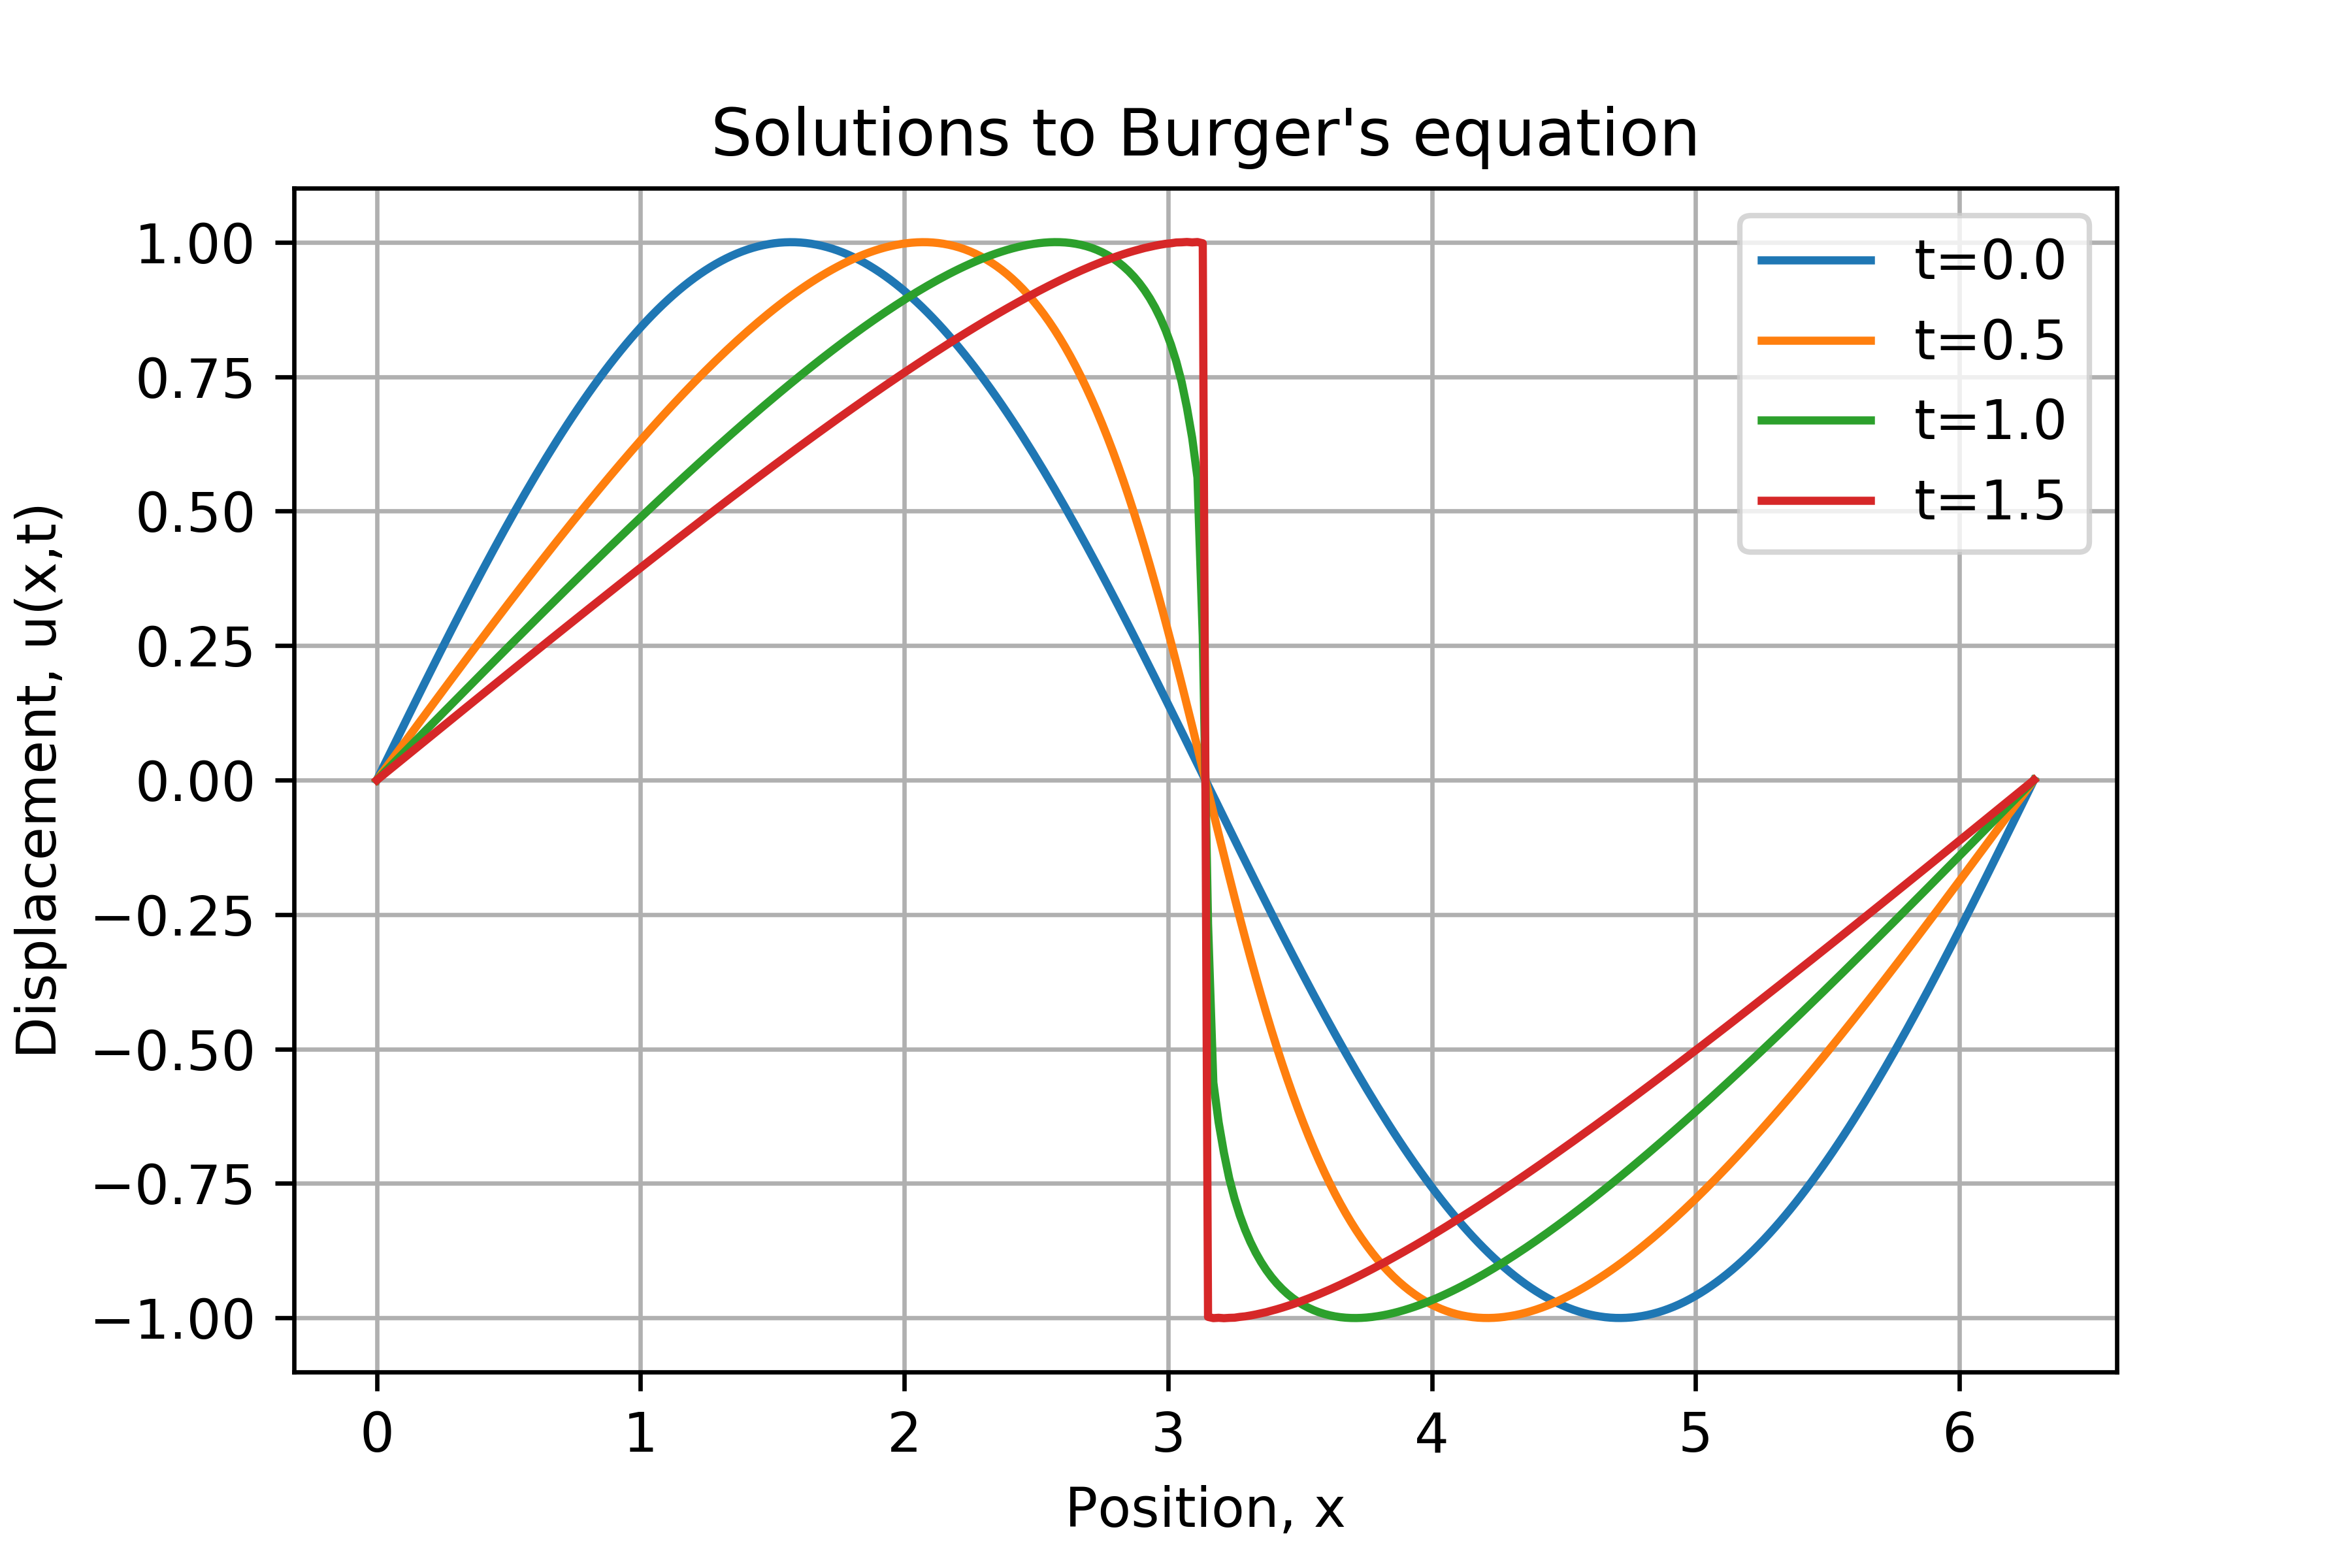 Solutions to Burger's equation
t=0.0
t=0.5
t=1.0
t=1.5
Displacement, u(x,t)
1.00
0.75
0.50
0.25
0.00
−0.25
−0.50
−0.75
−1.00
0 1 2 3 4 5 6
Position, x